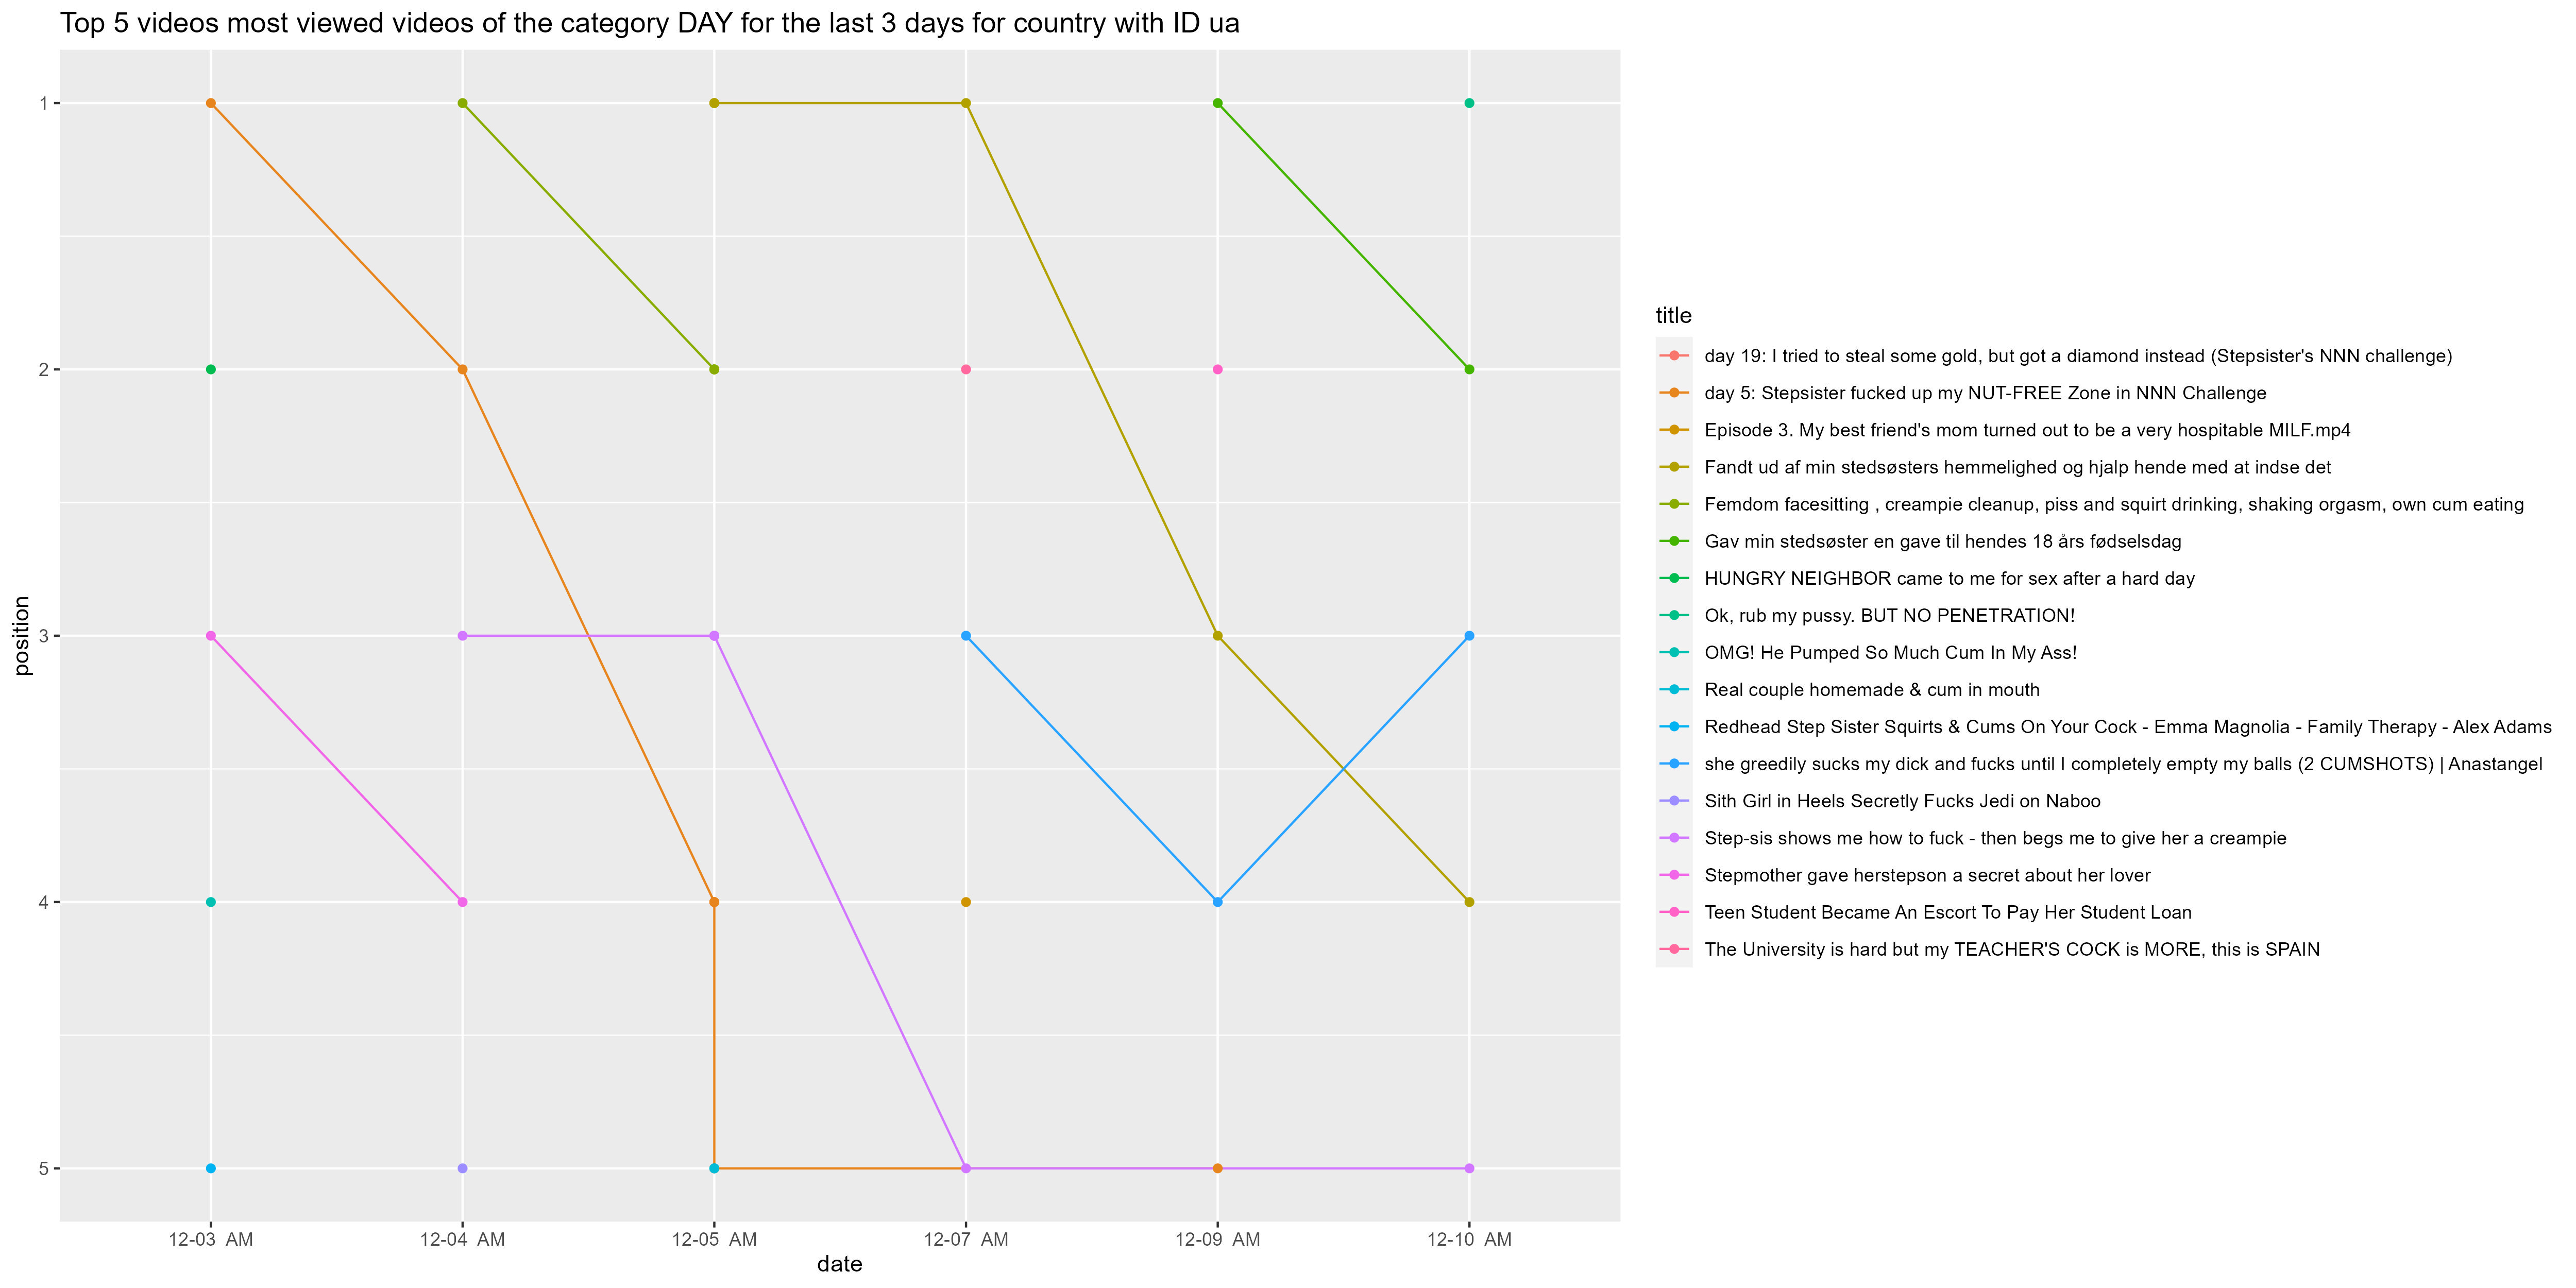 Top 5 videos most viewed videos of the category DAY for the last 3 days for country with ID ua
position
1
2
3
4
5
12-03 AM
12-04 AM
12-05 AM
12-07 AM
12-09 AM
12-10 AM
date
title
day 19: I tried to steal some gold, but got a diamond instead (Stepsister's NNN challenge)
day 5: Stepsister fucked up my NUT-FREE Zone in NNN Challenge
Episode 3. My best friend's mom turned out to be a very hospitable MILF.mp4
Fandt ud af min stedsøsters hemmelighed og hjalp hende med at indse det
Femdom facesitting , creampie cleanup, piss and squirt drinking, shaking orgasm, own cum eating
Gav min stedsøster en gave til hendes 18 års fødselsdag
HUNGRY NEIGHBOR came to me for sex after a hard day
Ok, rub my pussy. BUT NO PENETRATION!
OMG! He Pumped So Much Cum In My Ass!
Real couple homemade & cum in mouth
Redhead Step Sister Squirts & Cums On Your Cock - Emma Magnolia - Family Therapy - Alex Adams
she greedily sucks my dick and fucks until I completely empty my balls (2 CUMSHOTS) | Anastangel
Sith Girl in Heels Secretly Fucks Jedi on Naboo
Step-sis shows me how to fuck - then begs me to give her a creampie
Stepmother gave herstepson a secret about her lover
Teen Student Became An Escort To Pay Her Student Loan
The University is hard but my TEACHER'S COCK is MORE, this is SPAIN